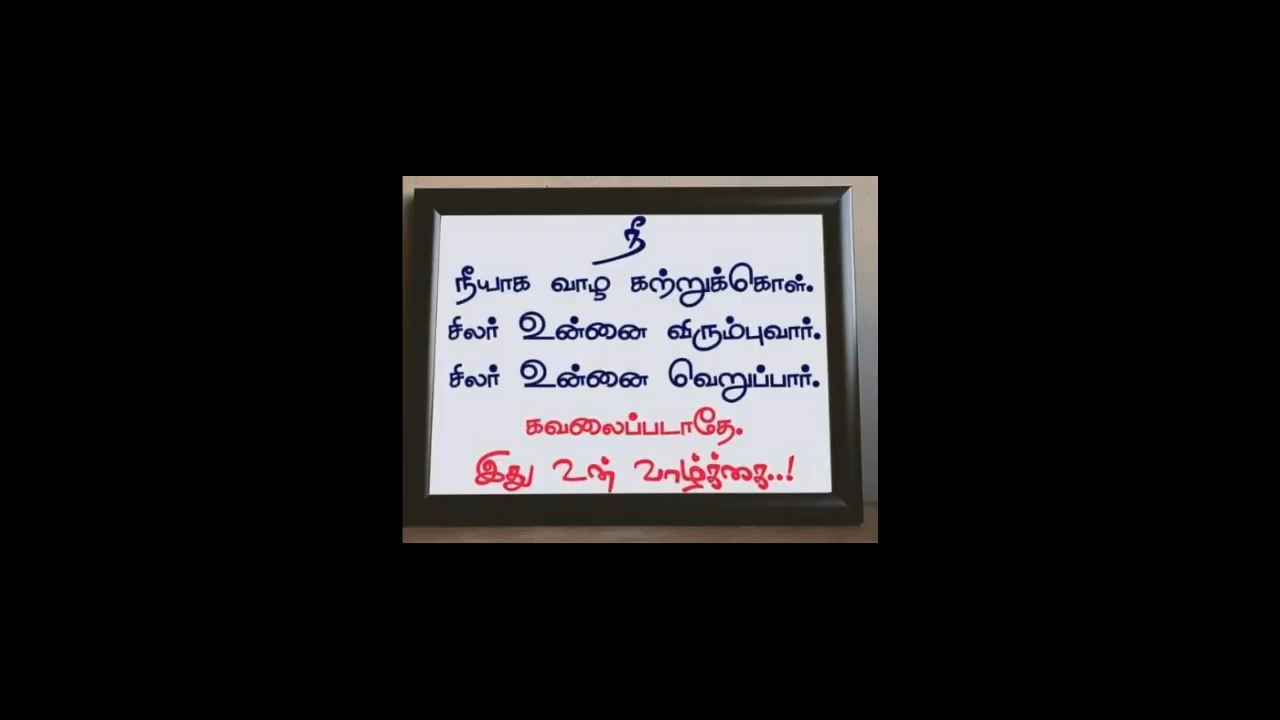 நீ
நீயாக வாழ கற்றுக்கொள்.
சிலர் உன்னை விரும்புவார்.
சிலர் உன்னை வெறுப்பார்.
கவலைப்படாதே.
இது உன் வாழ்க்கை..!